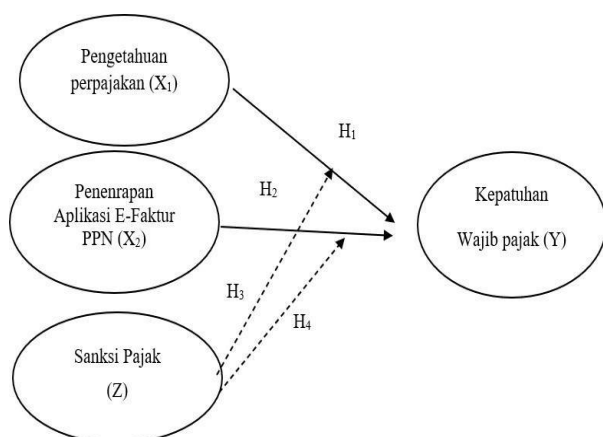 Pengetahuan
perpajakan (X₁)
H₁
H₂
Penenrapan
Aplikasi E-Faktur
PPN (X₂)
Kepatuhan
Wajib pajak (Y)
H₃
H₄
Sanksi Pajak
(Z)